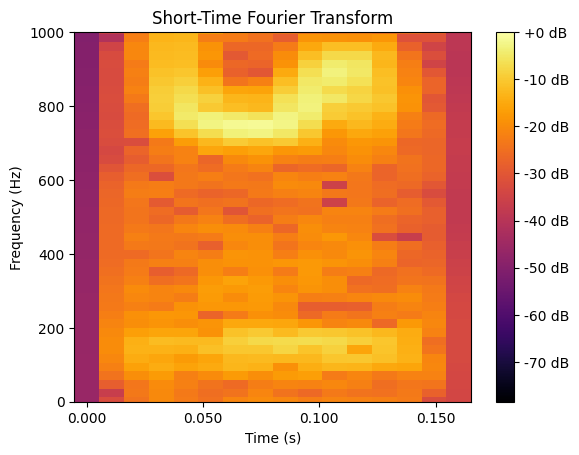 Short-Time Fourier Transform
1000
800
600
400
200
0
Frequency (Hz)
0.000
0.050
0.100
0.150
Time (s)
+0 dB
-10 dB
-20 dB
-30 dB
-40 dB
-50 dB
-60 dB
-70 dB